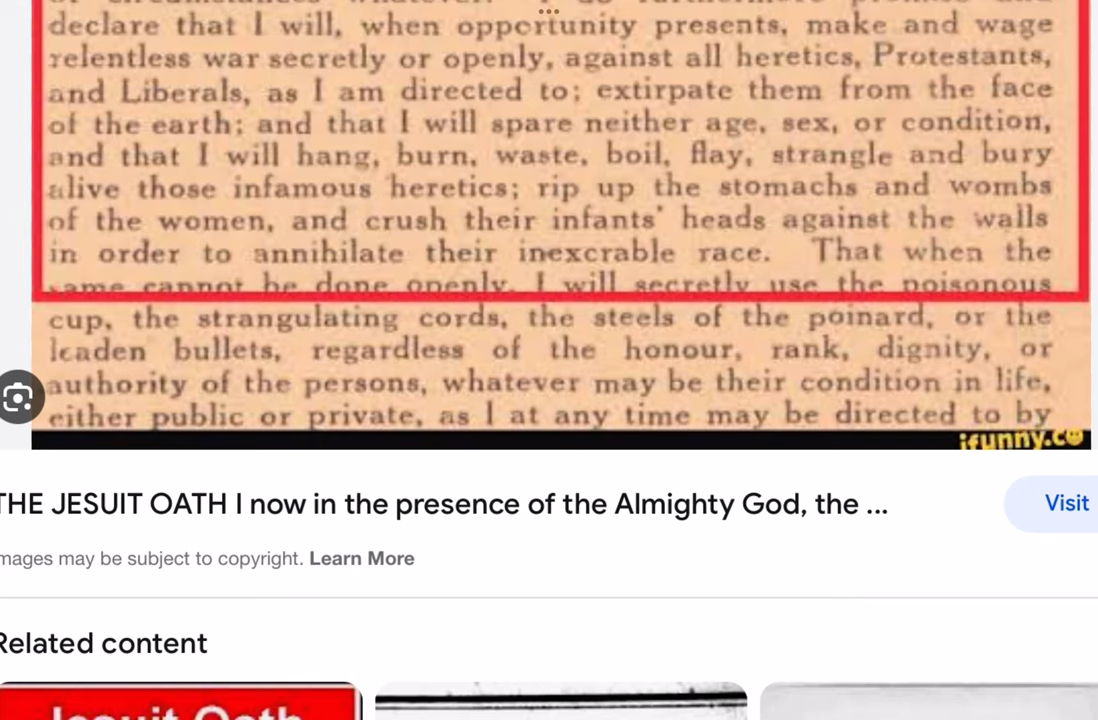 declare that I will, when opportunity presents, make and wage
relentless war secretly or openly, against all heretics, Protestants,
and Liberals, as I am directed to; extirpate them from the face
of the earth; and that I will spare neither age, sex, or condition,
and that I will hang, burn, waste, boil, flay, strangle and bury
alive those infamous heretics; rip up the stomachs and wombs
of the women, and crush their infants' heads against the walls
in order to annihilate their inexcrable race. That when the
same cannot be done openly, I will secretly use the poisonous
cup, the strangulating cords, the steels of the poinard, or the
leaden bullets, regardless of the honour, rank, dignity, or
authority of the persons, whatever may be their condition in life,
either public or private, as I at any time may be directed to by
ifunny.co
THE JESUIT OATH I now in the presence of the Almighty God, the ...
Visit
mages may be subject to copyright. Learn More
Related content
Jesuit Oath